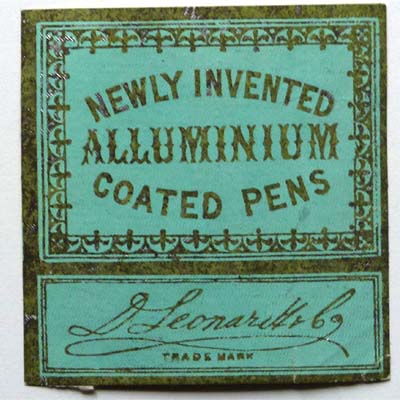 NEWLY INVENTED
ALLUMINIUM
COATED PENS
D. Leonardt & Co
TRADE MARK